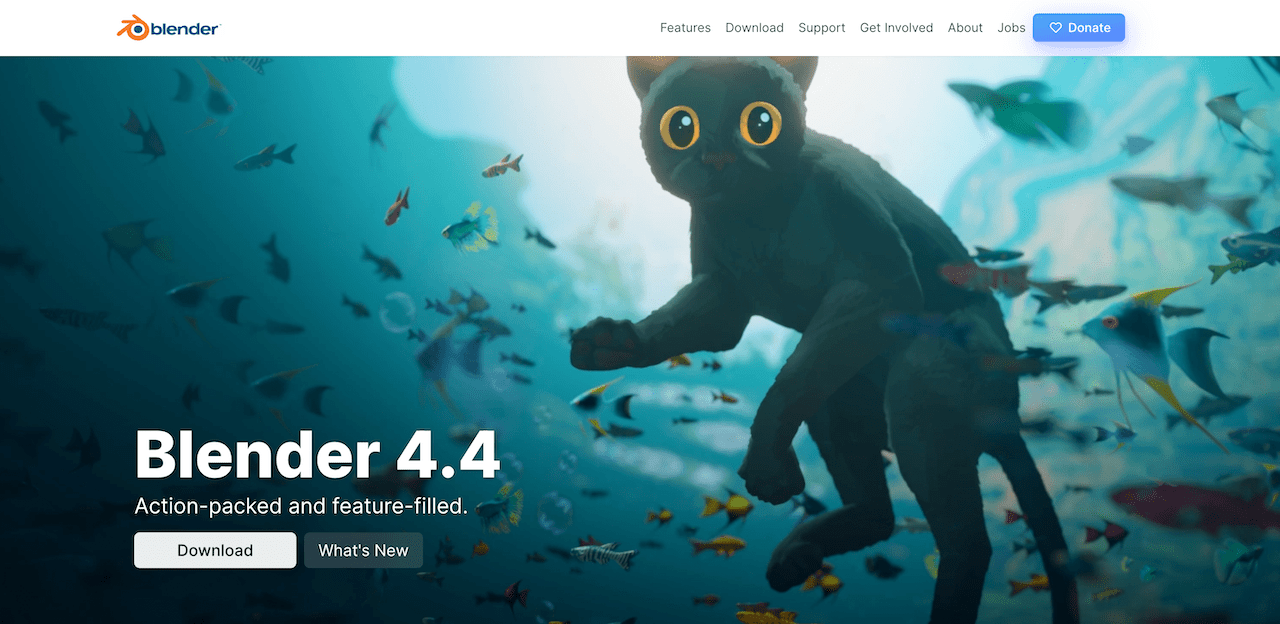 blender
Features Download Support Get Involved About Jobs Donate
Blender 4.4
Action-packed and feature-filled.
Download What's New